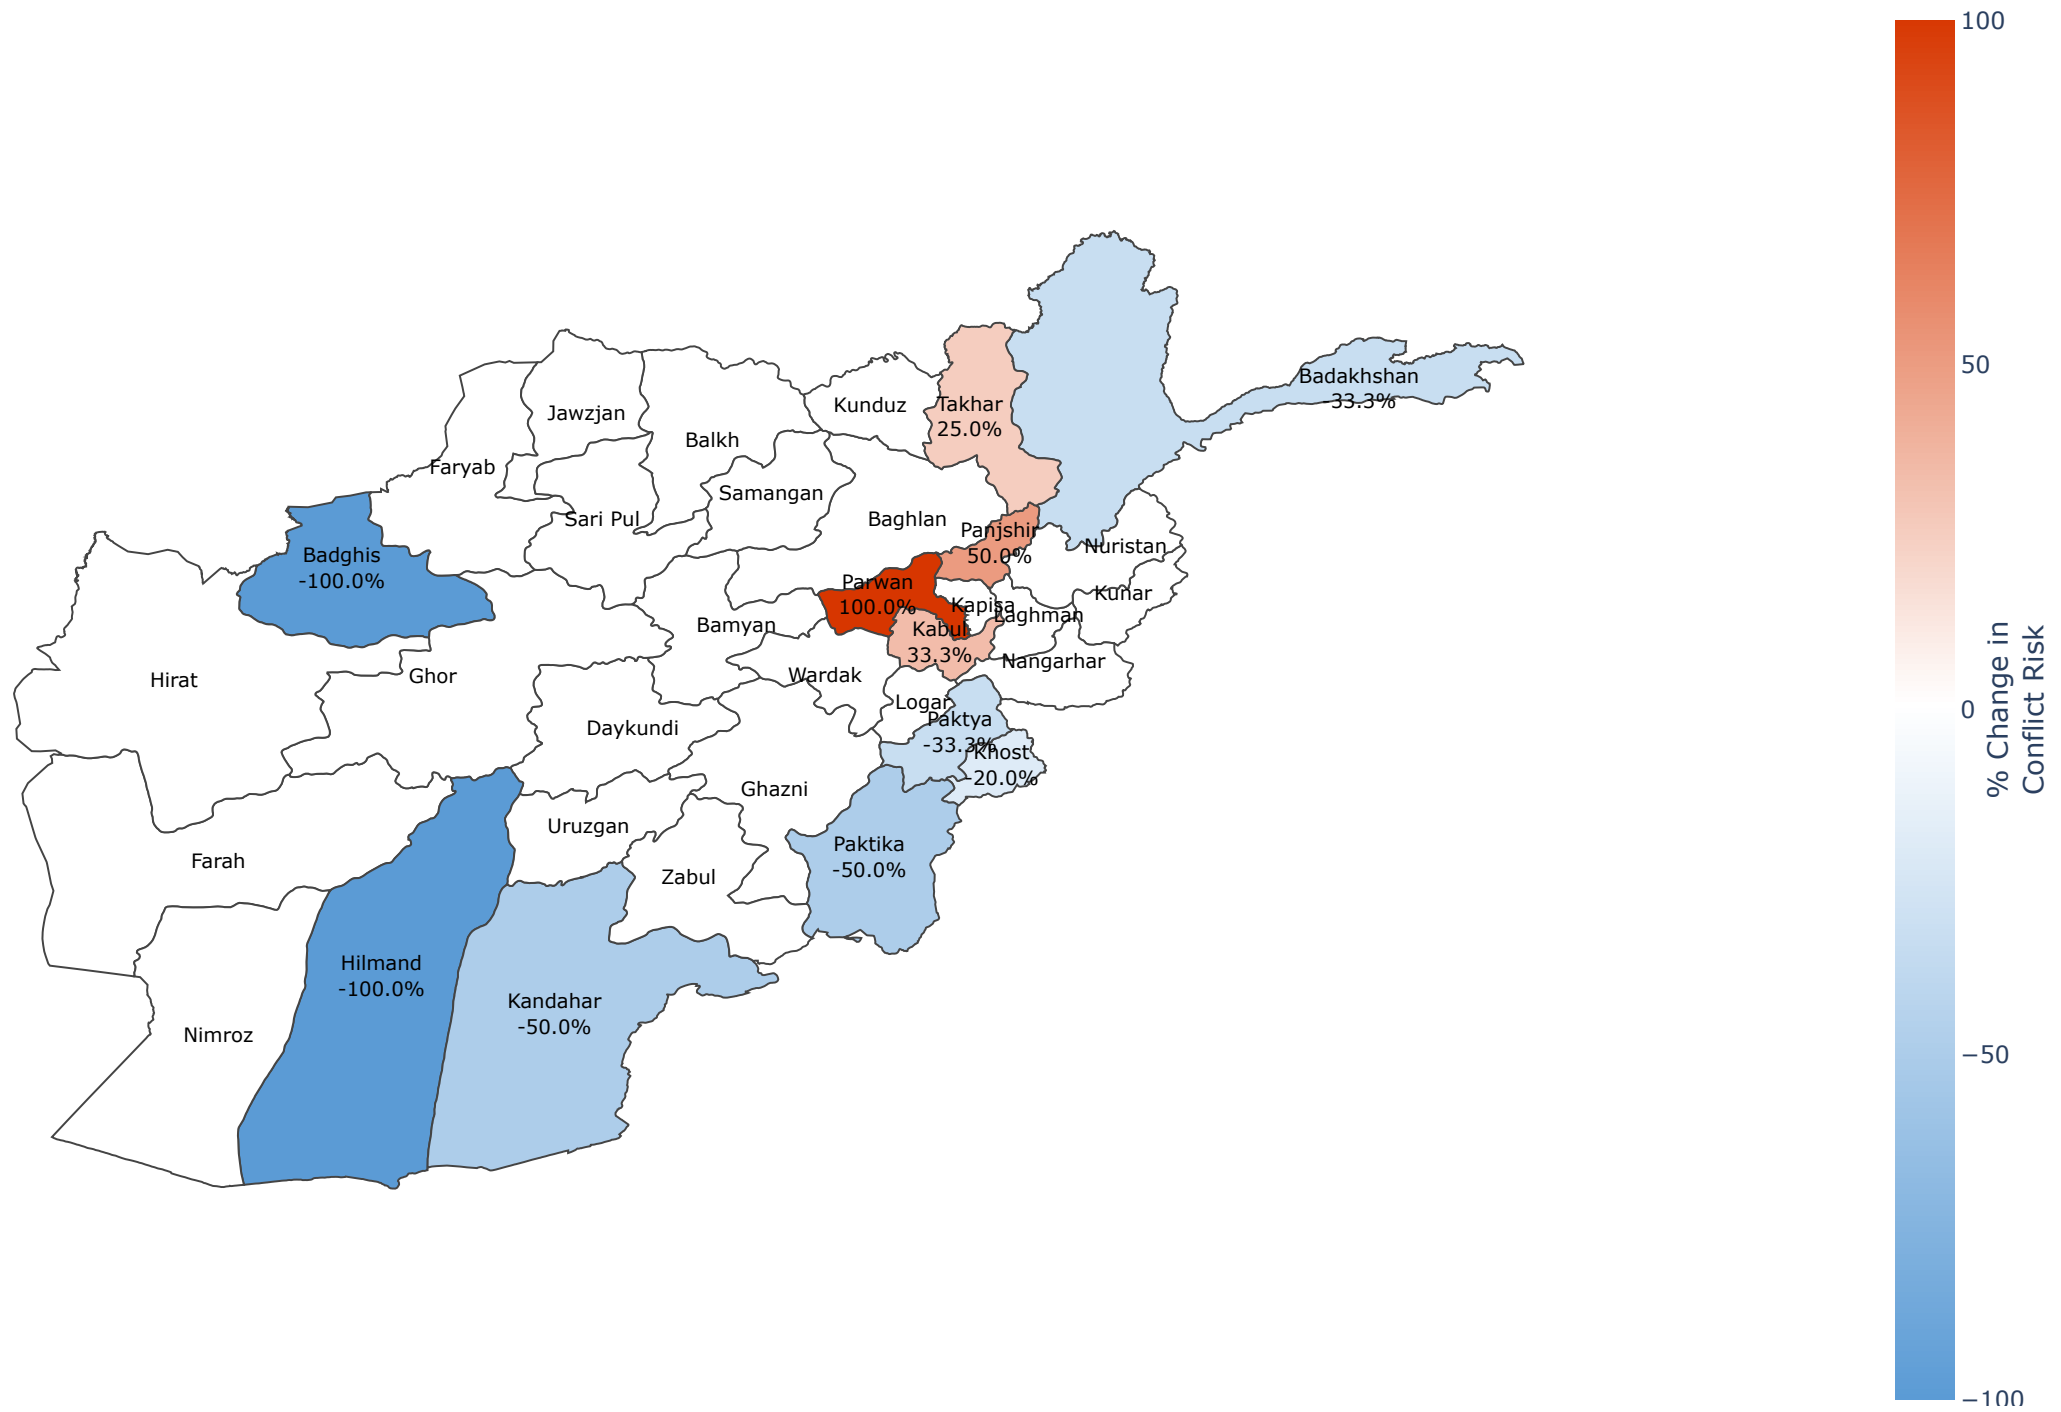 100
50
0
−50
−100
% Change in
Conflict Risk
Badakhshan
-33.3%
Takhar
25.0%
Kunduz
Jawzjan
Balkh
Faryab
Samangan
Sari Pul
Baghlan
Panjshir
50.0%
Nuristan
Badghis
-100.0%
Parwan
100.0%
Kapisa
Kunar
Laghman
Bamyan
Kabul
33.3%
Nangarhar
Hirat
Ghor
Wardak
Logar
Paktya
-33.3%
Daykundi
Khost
-20.0%
Ghazni
Uruzgan
Paktika
-50.0%
Farah
Zabul
Hilmand
-100.0%
Kandahar
-50.0%
Nimroz